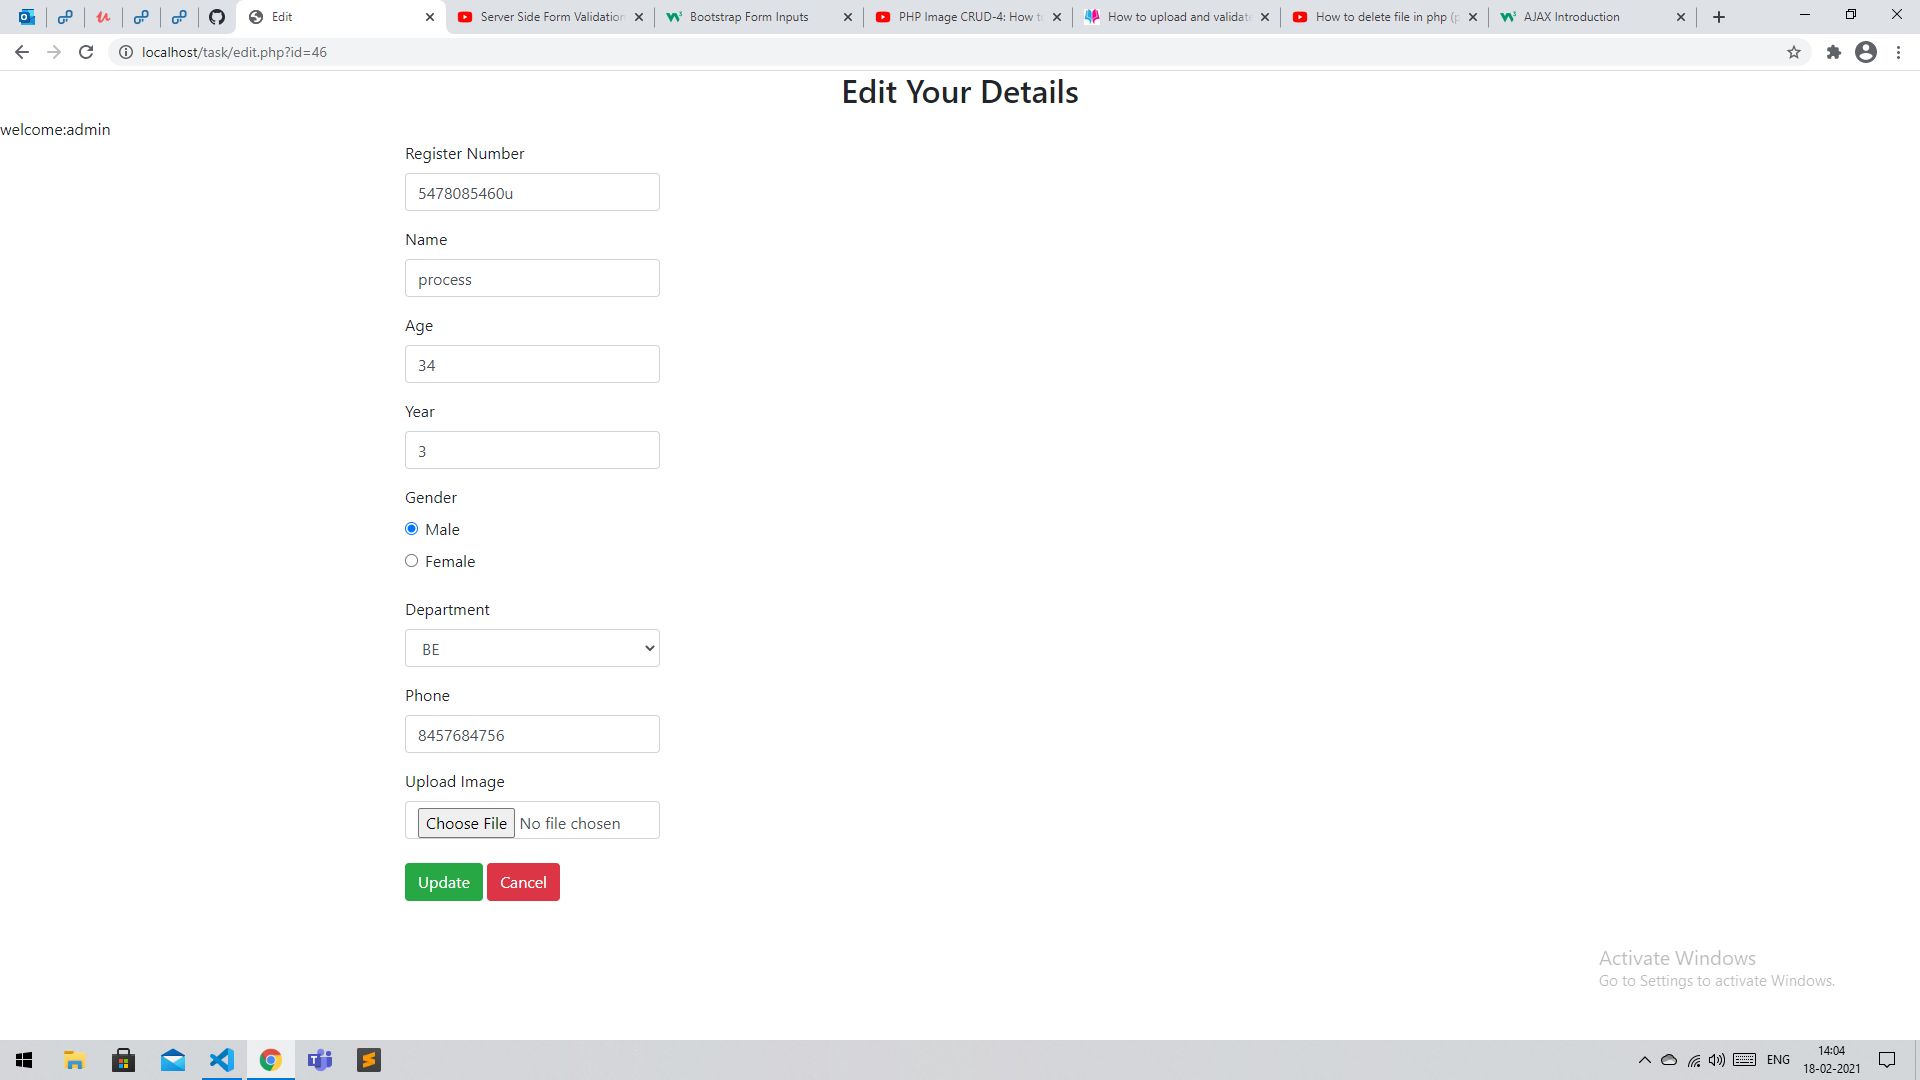 Edit
Server Side Form Validation
Bootstrap Form Inputs
PHP Image CRUD-4: How to
How to upload and validate
How to delete file in php (p
AJAX Introduction
localhost/task/edit.php?id=46
Edit Your Details
welcome:admin
Register Number
5478085460u
Name
process
Age
34
Year
3
Gender
Male
Female
Department
BE
Phone
8457684756
Upload Image
Choose File No file chosen
Update Cancel
Activate Windows
Go to Settings to activate Windows.
ENG
14:04
18-02-2021